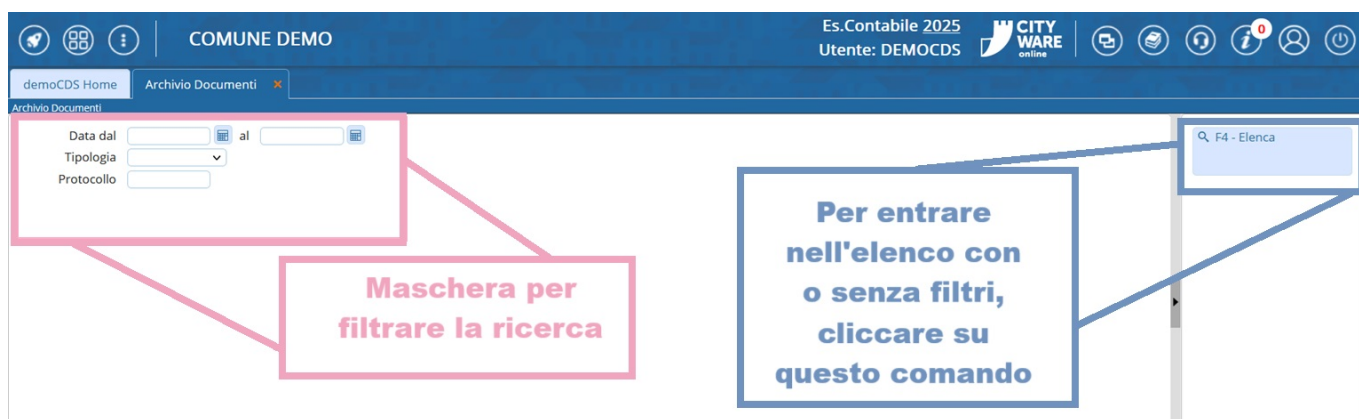 COMUNE DEMO
Es.Contabile 2025
Utente: DEMOCDS
CITY
WARE
online
0
demoCDS Home
Archivio Documenti ×
Archivio Documenti
Data dal
al
Tipologia
Protocollo
F4 - Elenca
Maschera per
filtrare la ricerca
Per entrare
nell'elenco con
o senza filtri,
cliccare su
questo comando